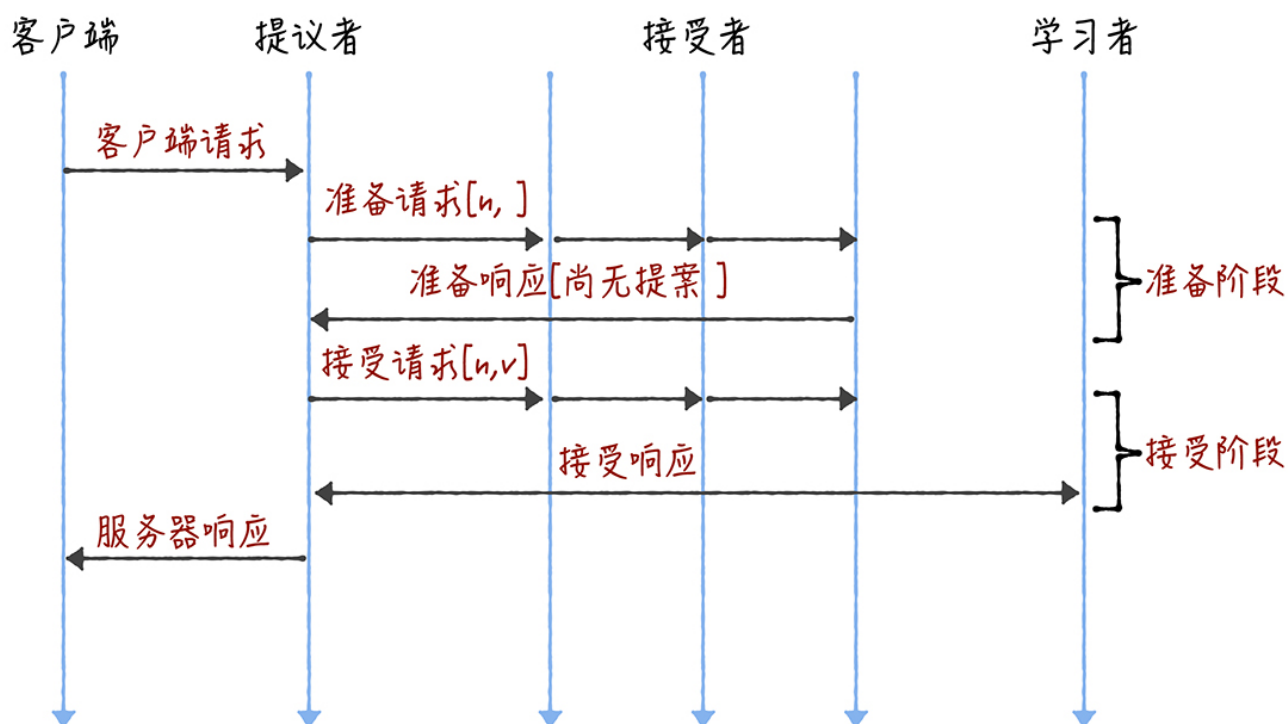 客户端
提议者
接受者
学习者
客户端请求
准备请求[n, ]
准备响应[尚无提案 ]
准备阶段
接受请求[n,v]
接受响应
接受阶段
服务器响应